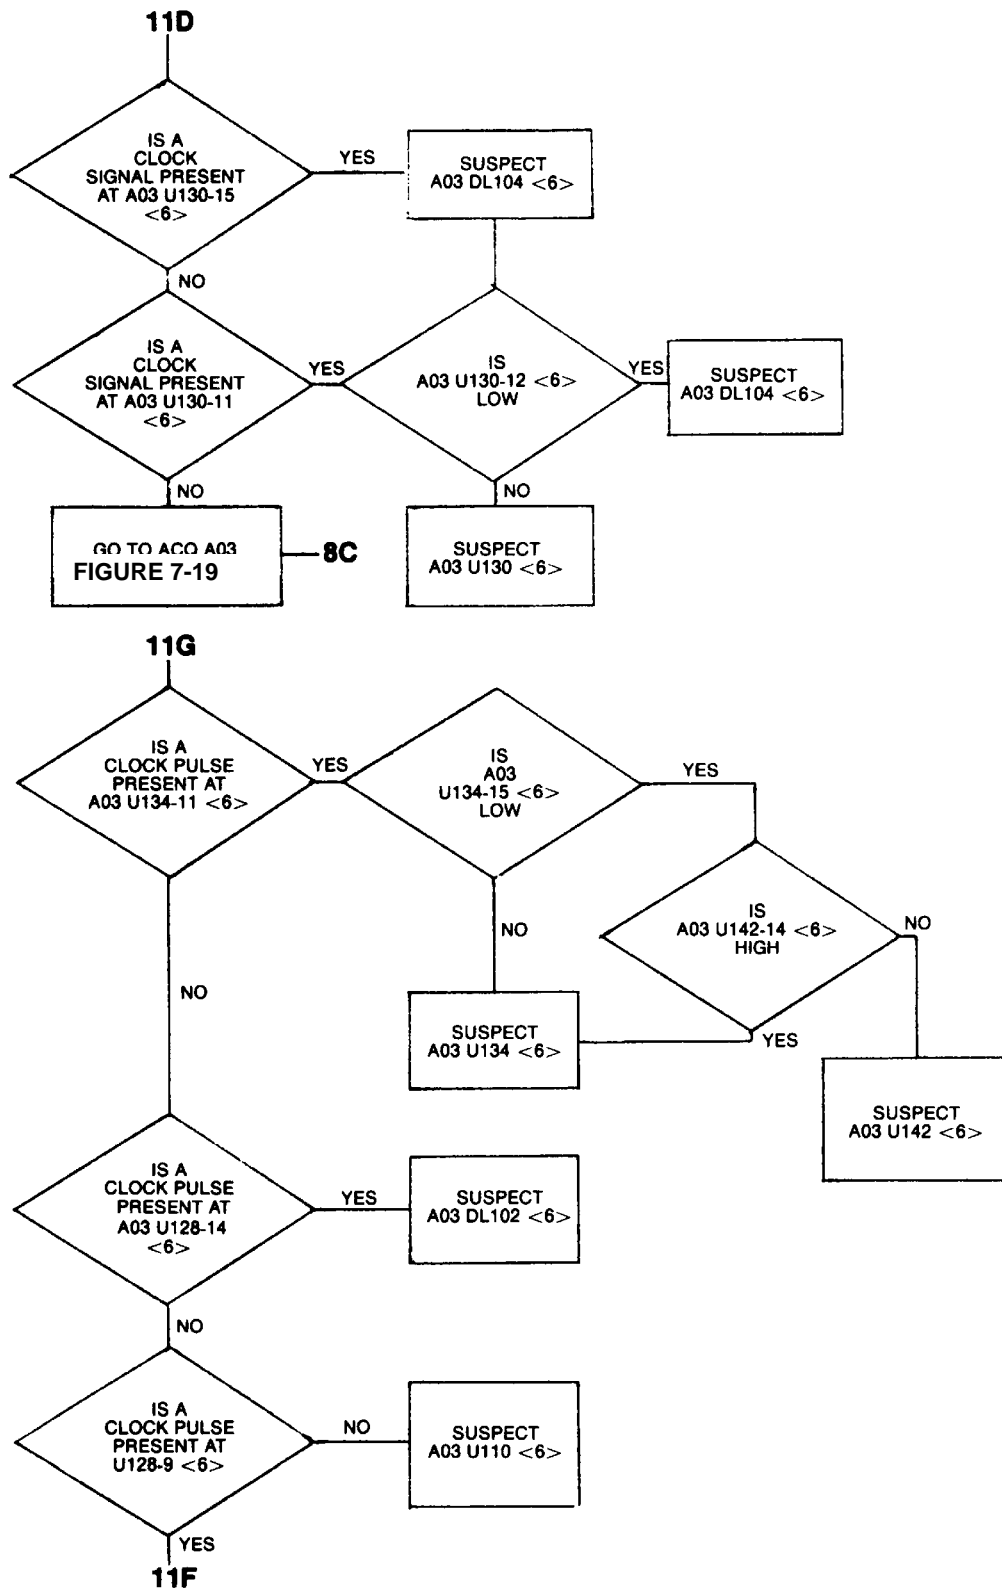 11D
IS A
CLOCK
SIGNAL PRESENT
AT A03 U130-15
<6>
YES
SUSPECT
A03 DL104 <6>
NO
IS A
CLOCK
SIGNAL PRESENT
AT A03 U130-11
<6>
YES
IS
A03 U130-12 <6>
LOW
YES
SUSPECT
A03 DL104 <6>
NO
GO TO ACQ A03
FIGURE 7-19
8C
NO
SUSPECT
A03 U130 <6>
11G
IS A
CLOCK PULSE
PRESENT AT
A03 U134-11 <6>
YES
IS
A03
U134-15 <6>
LOW
YES
IS
A03 U142-14 <6>
HIGH
NO
NO
NO
SUSPECT
A03 U134 <6>
YES
SUSPECT
A03 U142 <6>
IS A
CLOCK PULSE
PRESENT AT
A03 U128-14
<6>
YES
SUSPECT
A03 DL102 <6>
NO
IS A
CLOCK PULSE
PRESENT AT
U128-9 <6>
NO
SUSPECT
A03 U110 <6>
YES
11F